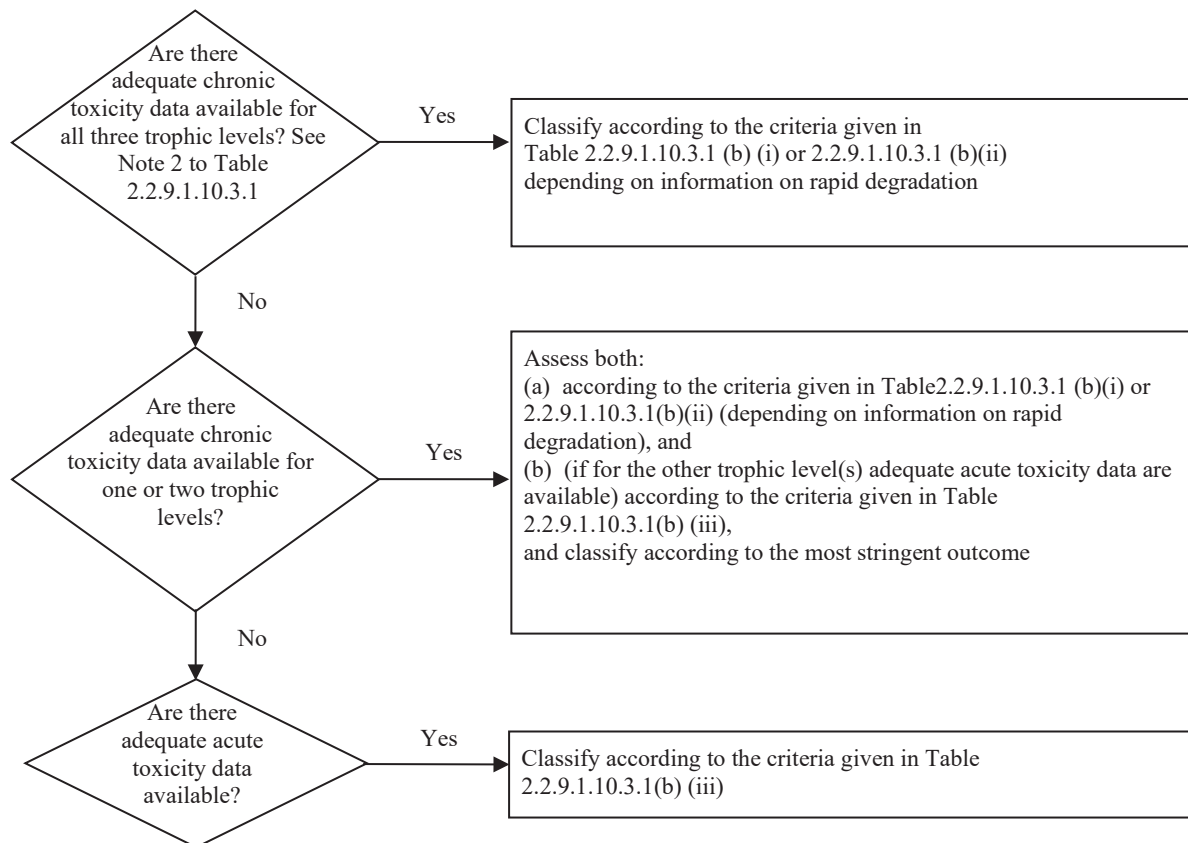 Are there
adequate chronic
toxicity data available for
all three trophic levels? See
Note 2 to Table
2.2.9.1.10.3.1
Yes
Classify according to the criteria given in
Table 2.2.9.1.10.3.1 (b) (i) or 2.2.9.1.10.3.1 (b)(ii)
depending on information on rapid degradation
No
Are there
adequate chronic
toxicity data available for
one or two trophic
levels?
Yes
Assess both:
(a) according to the criteria given in Table2.2.9.1.10.3.1 (b)(i) or
2.2.9.1.10.3.1(b)(ii) (depending on information on rapid
degradation), and
(b) (if for the other trophic level(s) adequate acute toxicity data are
available) according to the criteria given in Table
2.2.9.1.10.3.1(b) (iii),
and classify according to the most stringent outcome
No
Are there
adequate acute
toxicity data
available?
Yes
Classify according to the criteria given in Table
2.2.9.1.10.3.1(b) (iii)